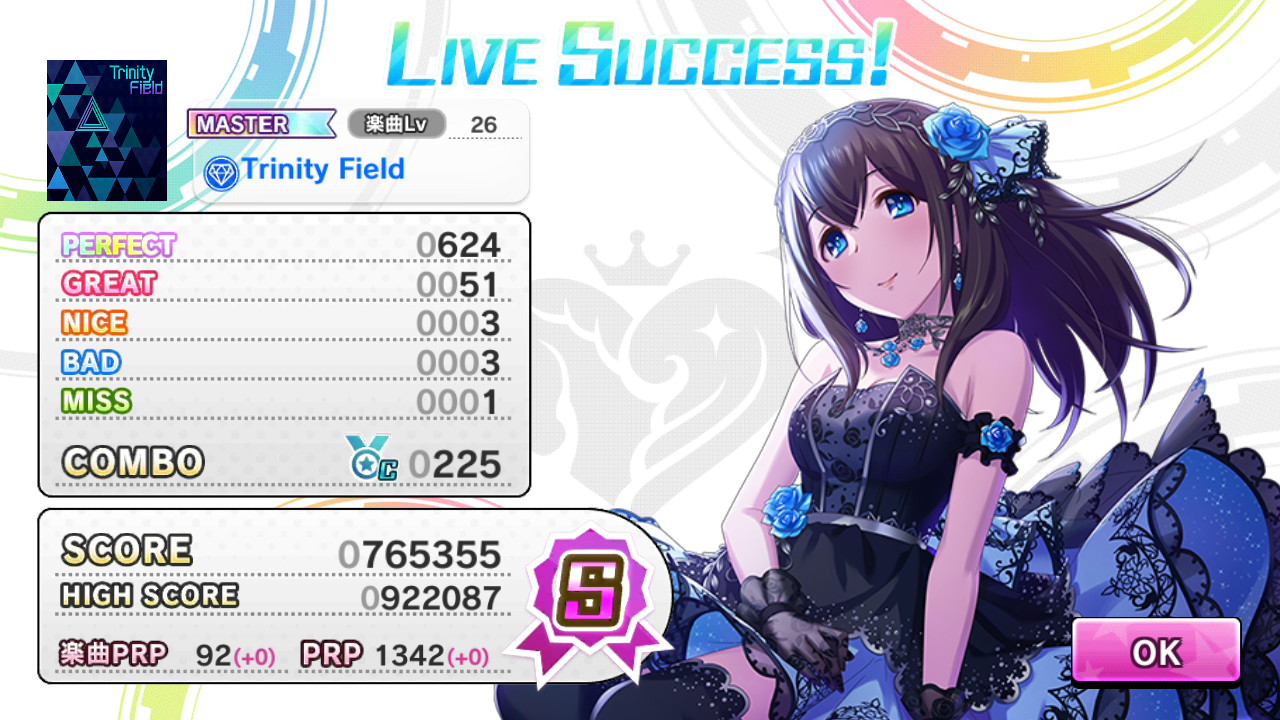 LIVE SUCCESS!
Trinity
Field
MASTER 楽曲Lv 26
Trinity Field
PERFECT 0624
GREAT 0051
NICE 0003
BAD 0003
MISS 0001
COMBO C 0225
SCORE 0765355
HIGH SCORE 0922087
S
楽曲PRP 92(+0) PRP 1342(+0)
OK